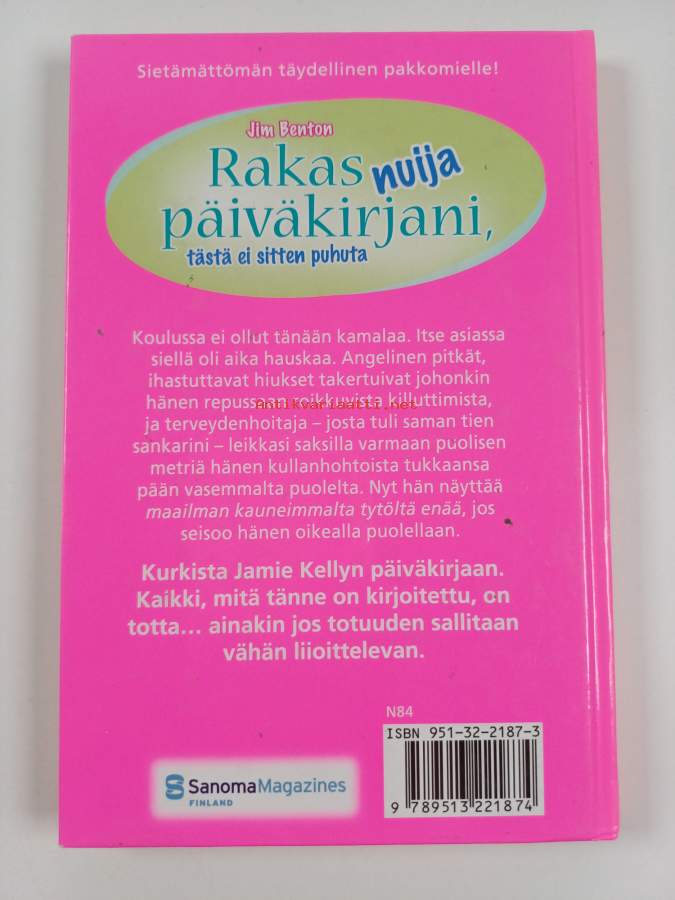 Sietämättömän täydellinen pakkomielle!
Jim Benton
Rakas nuija
päiväkirjani,
tästä ei sitten puhuta
Koulussa ei ollut tänään kamalaa. Itse asiassa
siellä oli aika hauskaa. Angelinen pitkät,
ihastuttavat hiukset takertuivat johonkin
hänen repussaan roikkuvista killuttimista,
antikvariaatti.net
ja terveydenhoitaja – josta tuli saman tien
sankarini – leikkasi saksilla varmaan puolisen
metriä hänen kullanhohtoista tukkaansa
pään vasemmalta puolelta. Nyt hän näyttää
maailman kauneimmalta tytöltä enää, jos
seisoo hänen oikealla puolellaan.
Kurkista Jamie Kellyn päiväkirjaan.
Kaikki, mitä tänne on kirjoitettu, on
totta... ainakin jos totuuden sallitaan
vähän liioittelevan.
N84
ISBN 951-32-2187-3
9 789513 221874
SanomaMagazines
FINLAND